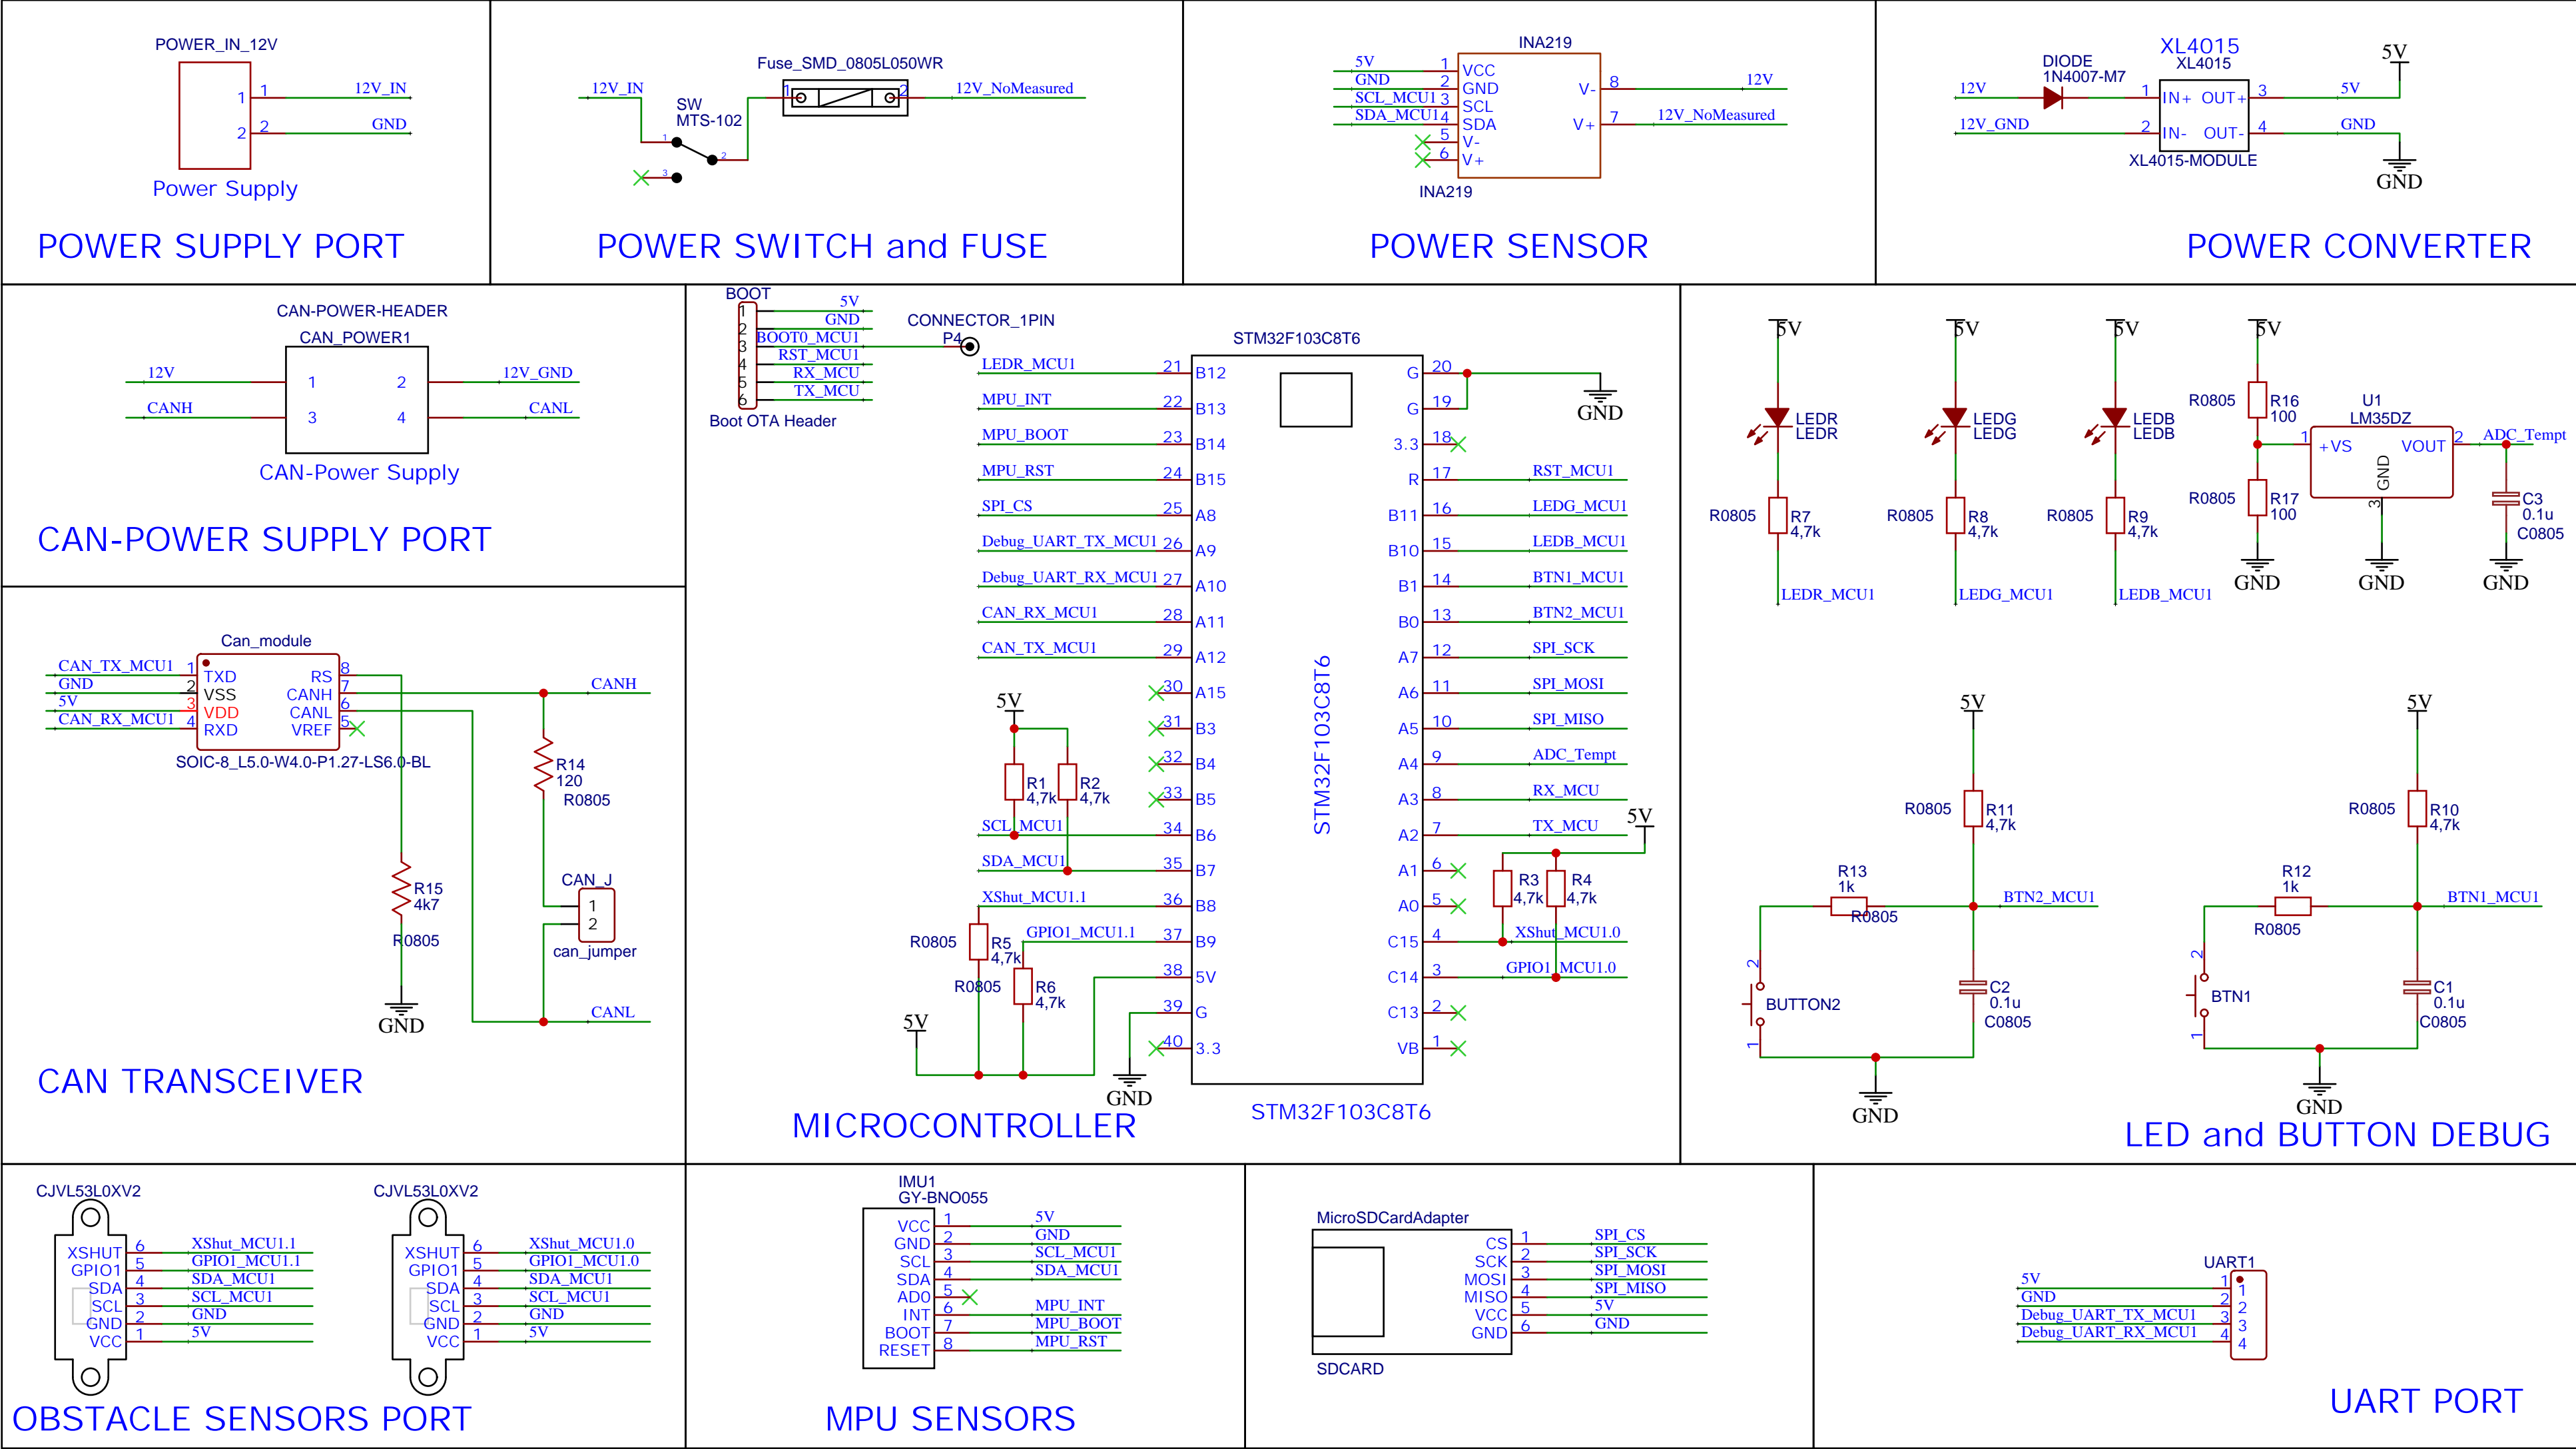 POWER_IN_12V
1 1 12V_IN
2 2 GND
Power Supply
POWER SUPPLY PORT
Fuse_SMD_0805L050WR
12V_IN
1 2 12V_NoMeasured
SW
MTS-102
1
2
3
POWER SWITCH and FUSE
INA219
5V 1 VCC
GND 2 GND
SCL_MCU1 3 SCL
SDA_MCU1 4 SDA
5 V-
6 V+
V- 8 12V
V+ 7 12V_NoMeasured
INA219
POWER SENSOR
XL4015
XL4015
5V
DIODE
1N4007-M7
12V 1 IN+ OUT+ 3 5V
12V_GND 2 IN- OUT- 4 GND
XL4015-MODULE
GND
POWER CONVERTER
CAN-POWER-HEADER
CAN_POWER1
12V 1 2 12V_GND
CANH 3 4 CANL
CAN-Power Supply
CAN-POWER SUPPLY PORT
Can_module
CAN_TX_MCU1 1 TXD RS 8
GND 2 VSS CANH 7 CANH
5V 3 VDD CANL 6
CAN_RX_MCU1 4 RXD VREF 5
SOIC-8_L5.0-W4.0-P1.27-LS6.0-BL
R14
120
R0805
R15
4k7
R0805
CAN_J
1
2
can_jumper
GND
CANL
CAN TRANSCEIVER
BOOT
1 5V
2 GND
3 BOOT0_MCU1
4 RST_MCU1
5 RX_MCU
6 TX_MCU
Boot OTA Header
CONNECTOR_1PIN
P4
STM32F103C8T6
LEDR_MCU1 21 B12
MPU_INT 22 B13
MPU_BOOT 23 B14
MPU_RST 24 B15
SPI_CS 25 A8
Debug_UART_TX_MCU1 26 A9
Debug_UART_RX_MCU1 27 A10
CAN_RX_MCU1 28 A11
CAN_TX_MCU1 29 A12
30 A15
31 B3
32 B4
33 B5
SCL_MCU1 34 B6
SDA_MCU1 35 B7
XShut_MCU1.1 36 B8
GPIO1_MCU1.1 37 B9
38 5V
39 G
40 3.3
G 20
G 19
3.3 18
R 17 RST_MCU1
B11 16 LEDG_MCU1
B10 15 LEDB_MCU1
B1 14 BTN1_MCU1
B0 13 BTN2_MCU1
A7 12 SPI_SCK
A6 11 SPI_MOSI
A5 10 SPI_MISO
A4 9 ADC_Tempt
A3 8 RX_MCU
A2 7 TX_MCU
A1 6
A0 5
C15 4 XShut_MCU1.0
C14 3 GPIO1_MCU1.0
C13 2
VB 1
GND
STM32F103C8T6
5V
R1
4,7k
R2
4,7k
R0805
R5
4,7k
R0805
R6
4,7k
5V
GND
5V
R3
4,7k
R4
4,7k
STM32F103C8T6
MICROCONTROLLER
5V 5V 5V 5V
LEDR
LEDR
LEDG
LEDG
LEDB
LEDB
R0805 R7
4,7k
R0805 R8
4,7k
R0805 R9
4,7k
LEDR_MCU1 LEDG_MCU1 LEDB_MCU1
R0805 R16
100
R0805 R17
100
U1
LM35DZ
1 +VS VOUT 2 ADC_Tempt
GND
3
C3
0.1u
C0805
GND GND GND
5V
R0805 R11
4,7k
R13
1k
R0805
BTN2_MCU1
2
BUTTON2
1
C2
0.1u
C0805
GND
5V
R0805 R10
4,7k
R12
1k
R0805
BTN1_MCU1
2
BTN1
1
C1
0.1u
C0805
GND
LED and BUTTON DEBUG
CJVL53L0XV2
XSHUT 6 XShut_MCU1.1
GPIO1 5 GPIO1_MCU1.1
SDA 4 SDA_MCU1
SCL 3 SCL_MCU1
GND 2 GND
VCC 1 5V
CJVL53L0XV2
XSHUT 6 XShut_MCU1.0
GPIO1 5 GPIO1_MCU1.0
SDA 4 SDA_MCU1
SCL 3 SCL_MCU1
GND 2 GND
VCC 1 5V
OBSTACLE SENSORS PORT
IMU1
GY-BNO055
VCC 1 5V
GND 2 GND
SCL 3 SCL_MCU1
SDA 4 SDA_MCU1
AD0 5
INT 6 MPU_INT
BOOT 7 MPU_BOOT
RESET 8 MPU_RST
MPU SENSORS
MicroSDCardAdapter
CS 1 SPI_CS
SCK 2 SPI_SCK
MOSI 3 SPI_MOSI
MISO 4 SPI_MISO
VCC 5 5V
GND 6 GND
SDCARD
UART1
5V 1 1
GND 2 2
Debug_UART_TX_MCU1 3 3
Debug_UART_RX_MCU1 4 4
UART PORT